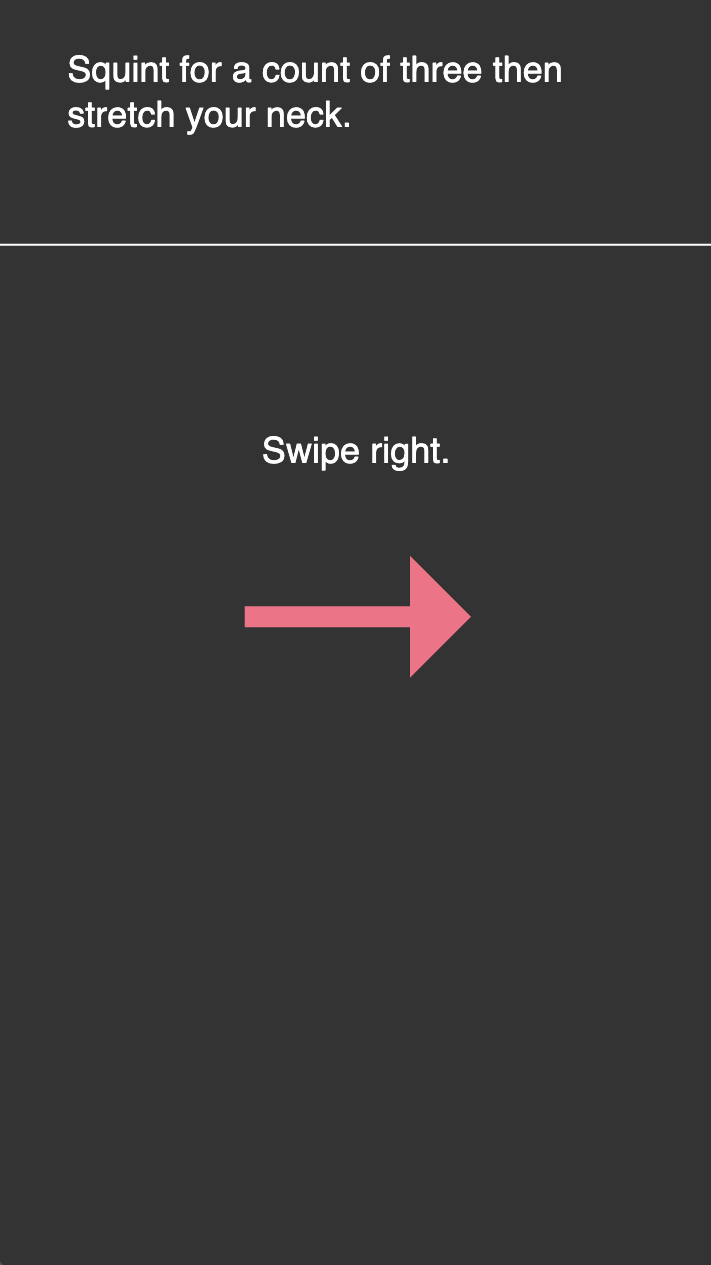 Squint for a count of three then
stretch your neck.
Swipe right.